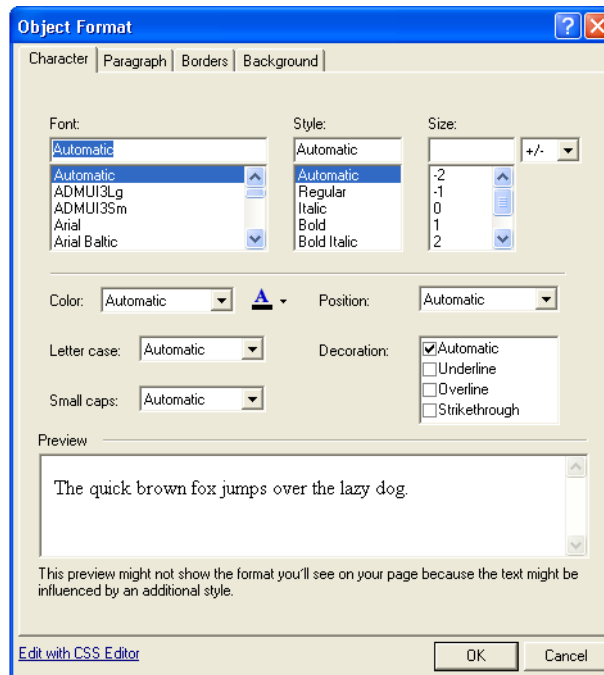 Object Format
Character Paragraph Borders Background
Font: Style: Size:
Automatic Automatic +/-
Automatic Automatic -2
ADMUI3Lg Regular -1
ADMUI3Sm Italic 0
Arial Bold 1
Arial Baltic Bold Italic 2
Color: Automatic A Position: Automatic
Letter case: Automatic Decoration: Automatic
Underline
Overline
Small caps: Automatic Strikethrough
Preview
The quick brown fox jumps over the lazy dog.
This preview might not show the format you'll see on your page because the text might be
influenced by an additional style.
Edit with CSS Editor OK Cancel